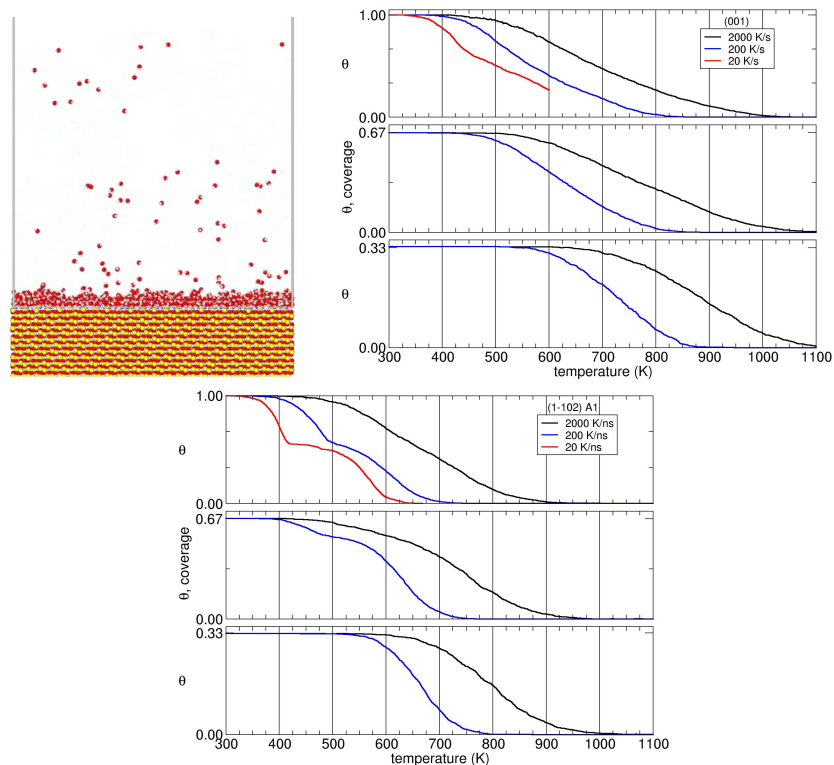 1.00
θ
0.00
(001)
2000 K/s
200 K/s
20 K/s
0.67
θ, coverage
0.00
0.33
θ
0.00
300 400 500 600 700 800 900 1000 1100
temperature (K)
1.00
θ
0.00
(1-102) A1
2000 K/ns
200 K/ns
20 K/ns
0.67
θ, coverage
0.00
0.33
θ
0.00
300 400 500 600 700 800 900 1000 1100
temperature (K)